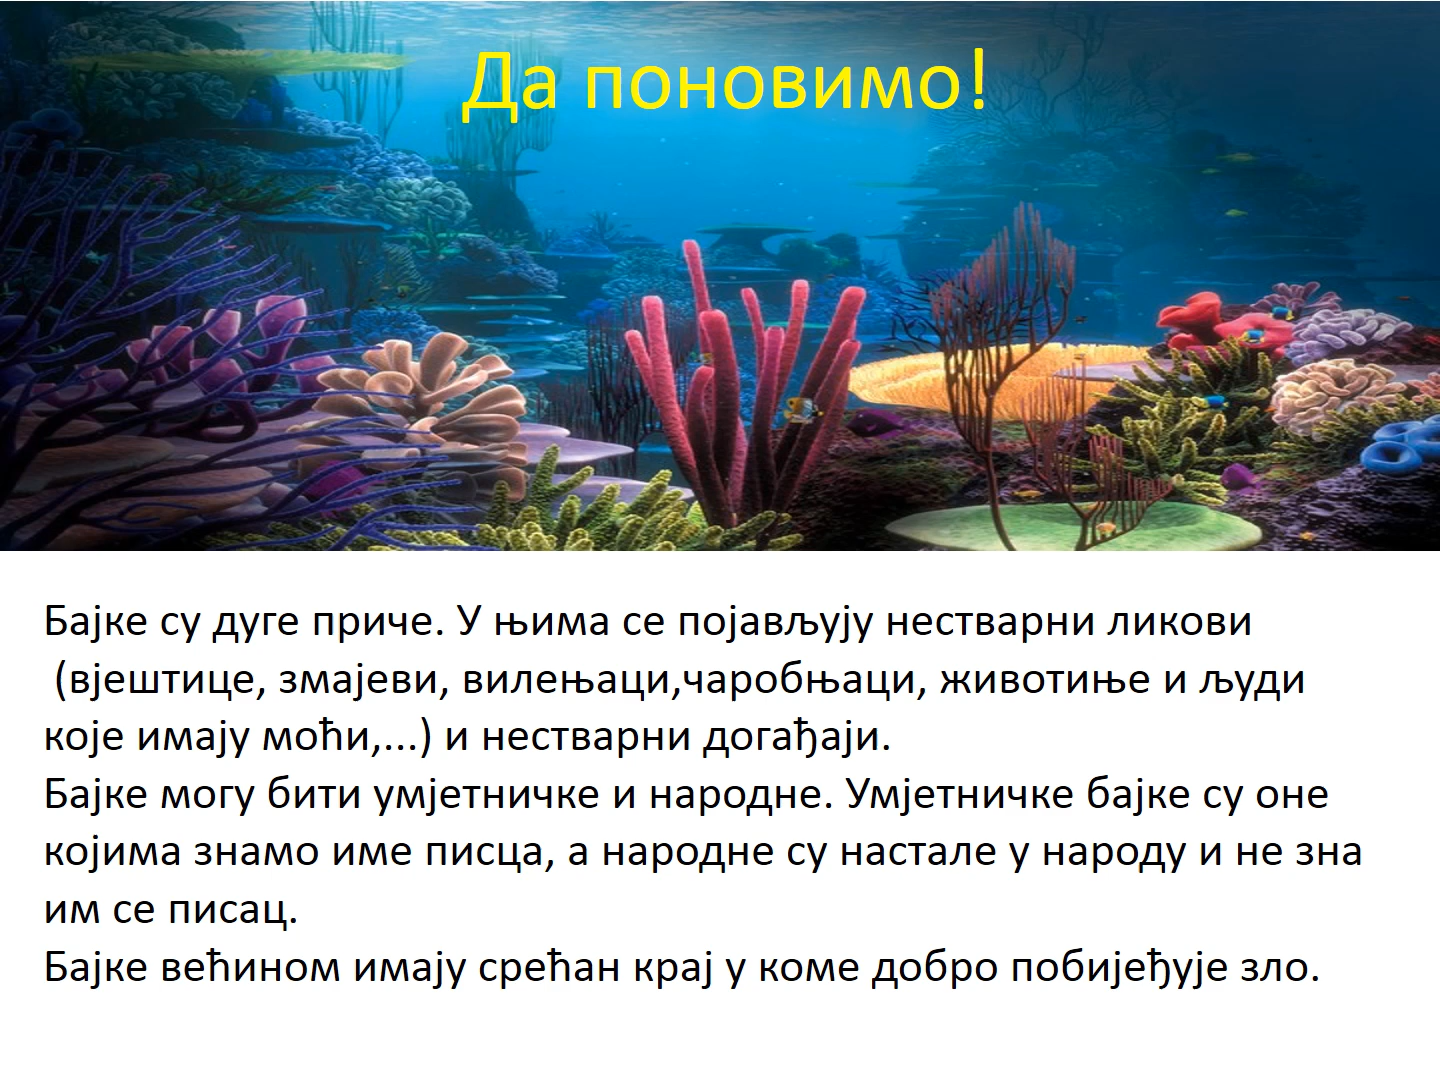 Да поновимо!
Бајке су дуге приче. У њима се појављују нестварни ликови
(вјештице, змајеви, вилењаци,чаробњаци, животиње и људи
које имају моћи,...) и нестварни догађаји.
Бајке могу бити умјетничке и народне. Умјетничке бајке су оне
којима знамо име писца, а народне су настале у народу и не зна
им се писац.
Бајке већином имају срећан крај у коме добро побијеђује зло.